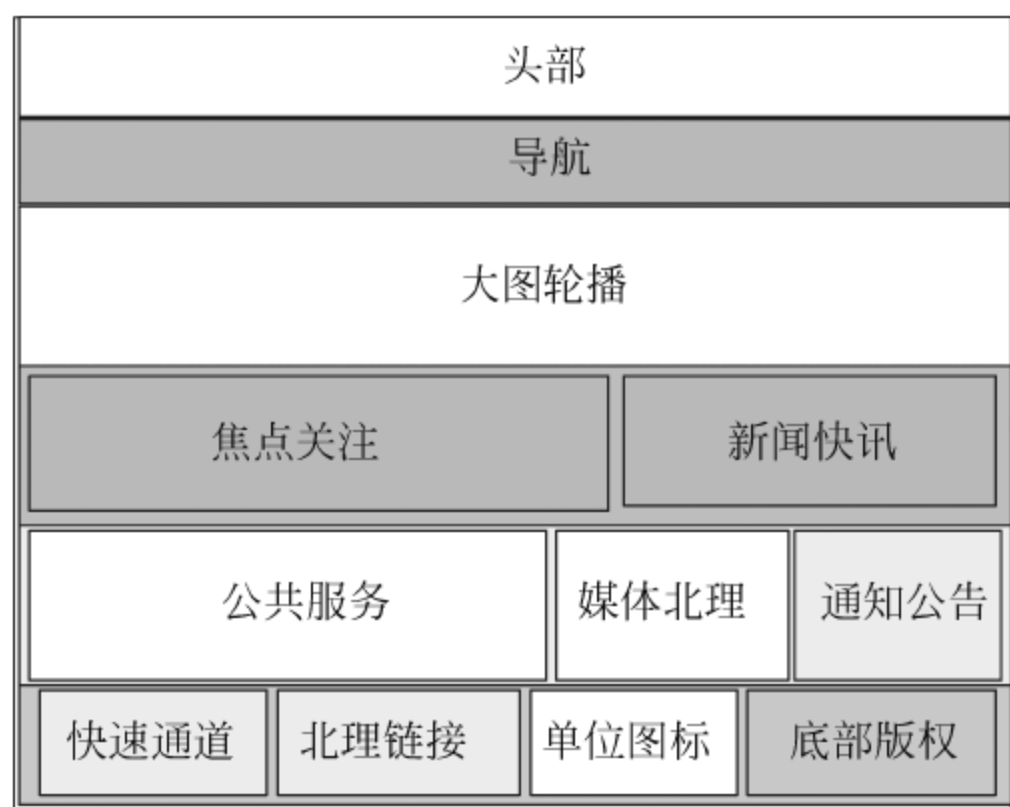 头部
导航
大图轮播
焦点关注 新闻快讯
公共服务 媒体北理 通知公告
快速通道 北理链接 单位图标 底部版权